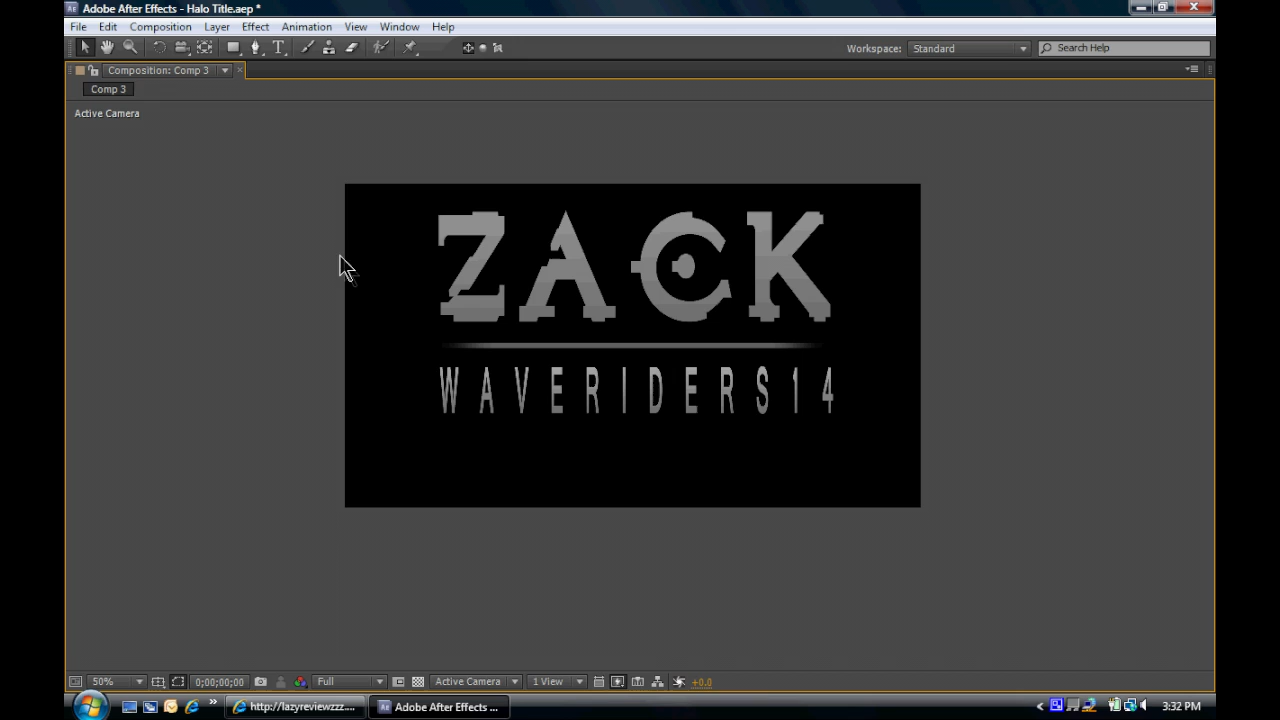 Adobe After Effects - Halo Title.aep *
File Edit Composition Layer Effect Animation View Window Help
Workspace: Standard Search Help
Composition: Comp 3
Comp 3
Active Camera
ZACK
WAVERIDERS14
50% 0;00;00;00 Full Active Camera 1 View +0.0
http://lazyreviewzzz.... Adobe After Effects ... 3:32 PM